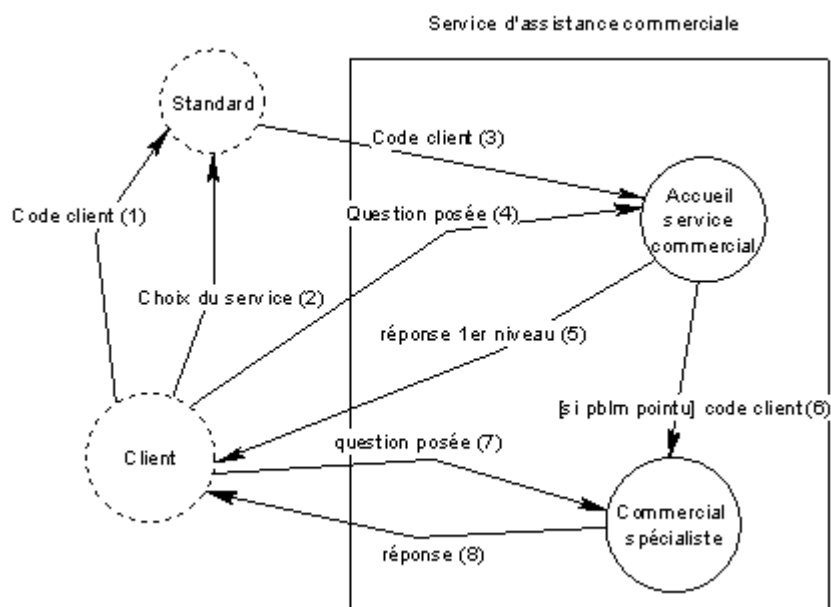 Service d'assistance commerciale
Standard
Code client (3)
Accueil
service
commercial
Code client (1)
Question posée (4)
Choix du service (2)
réponse 1er niveau (5)
[si pblm pointu] code client(6)
question posée (7)
Client
Commercial
spécialiste
réponse (8)